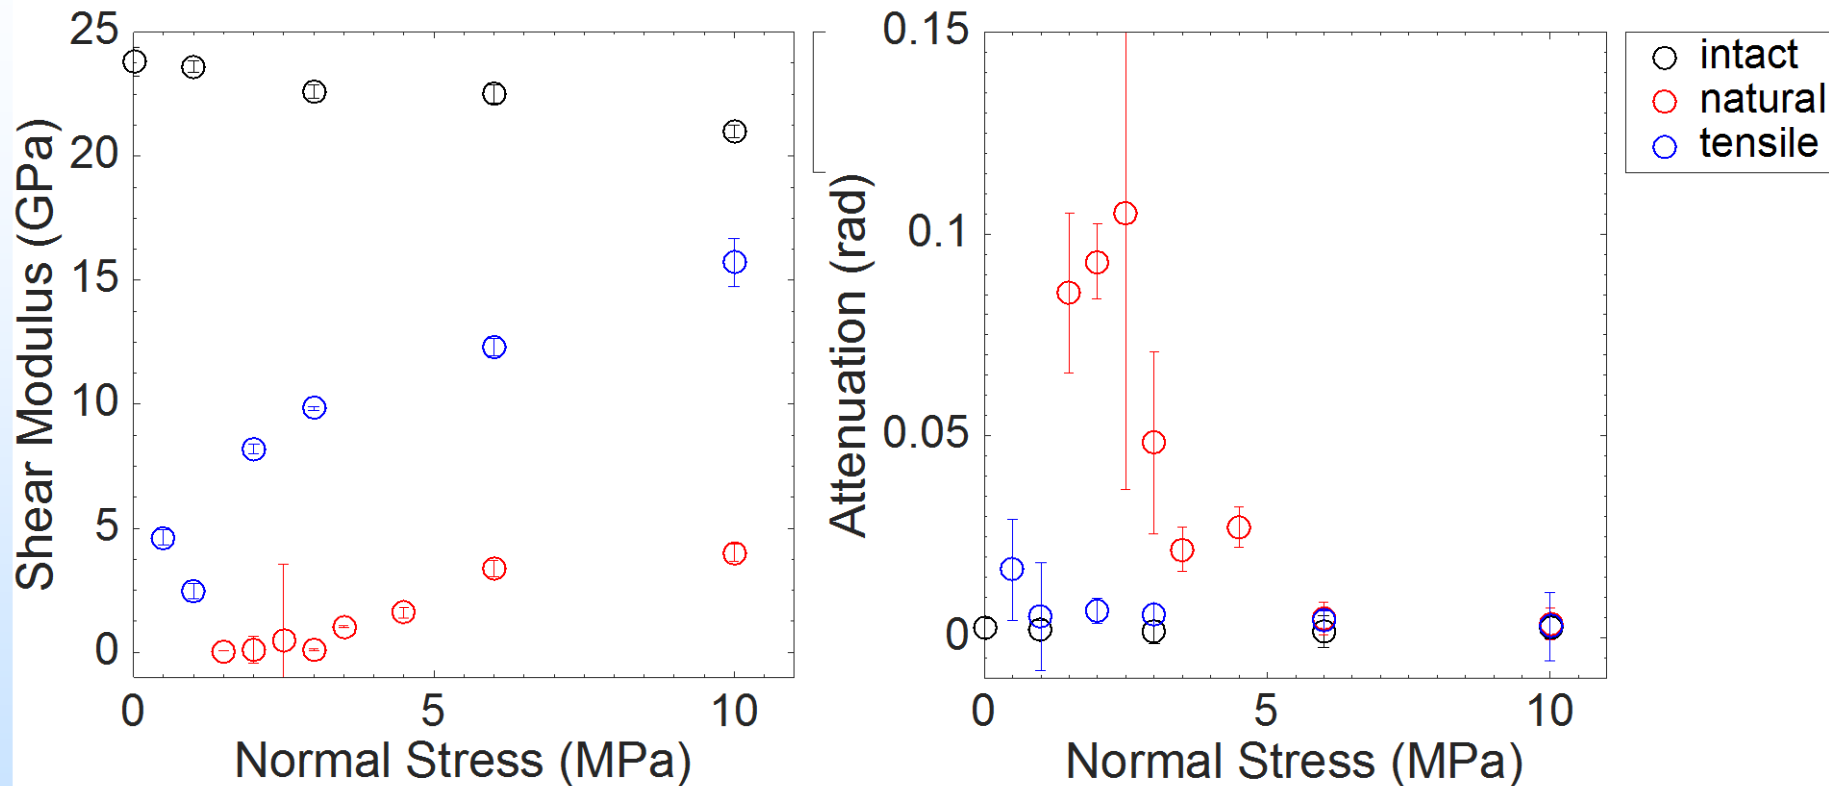 25
20
15
10
5
0
0
5
10
Shear Modulus (GPa)
Normal Stress (MPa)
0.15
0.1
0.05
0
0
5
10
Attenuation (rad)
Normal Stress (MPa)
intact
natural
tensile